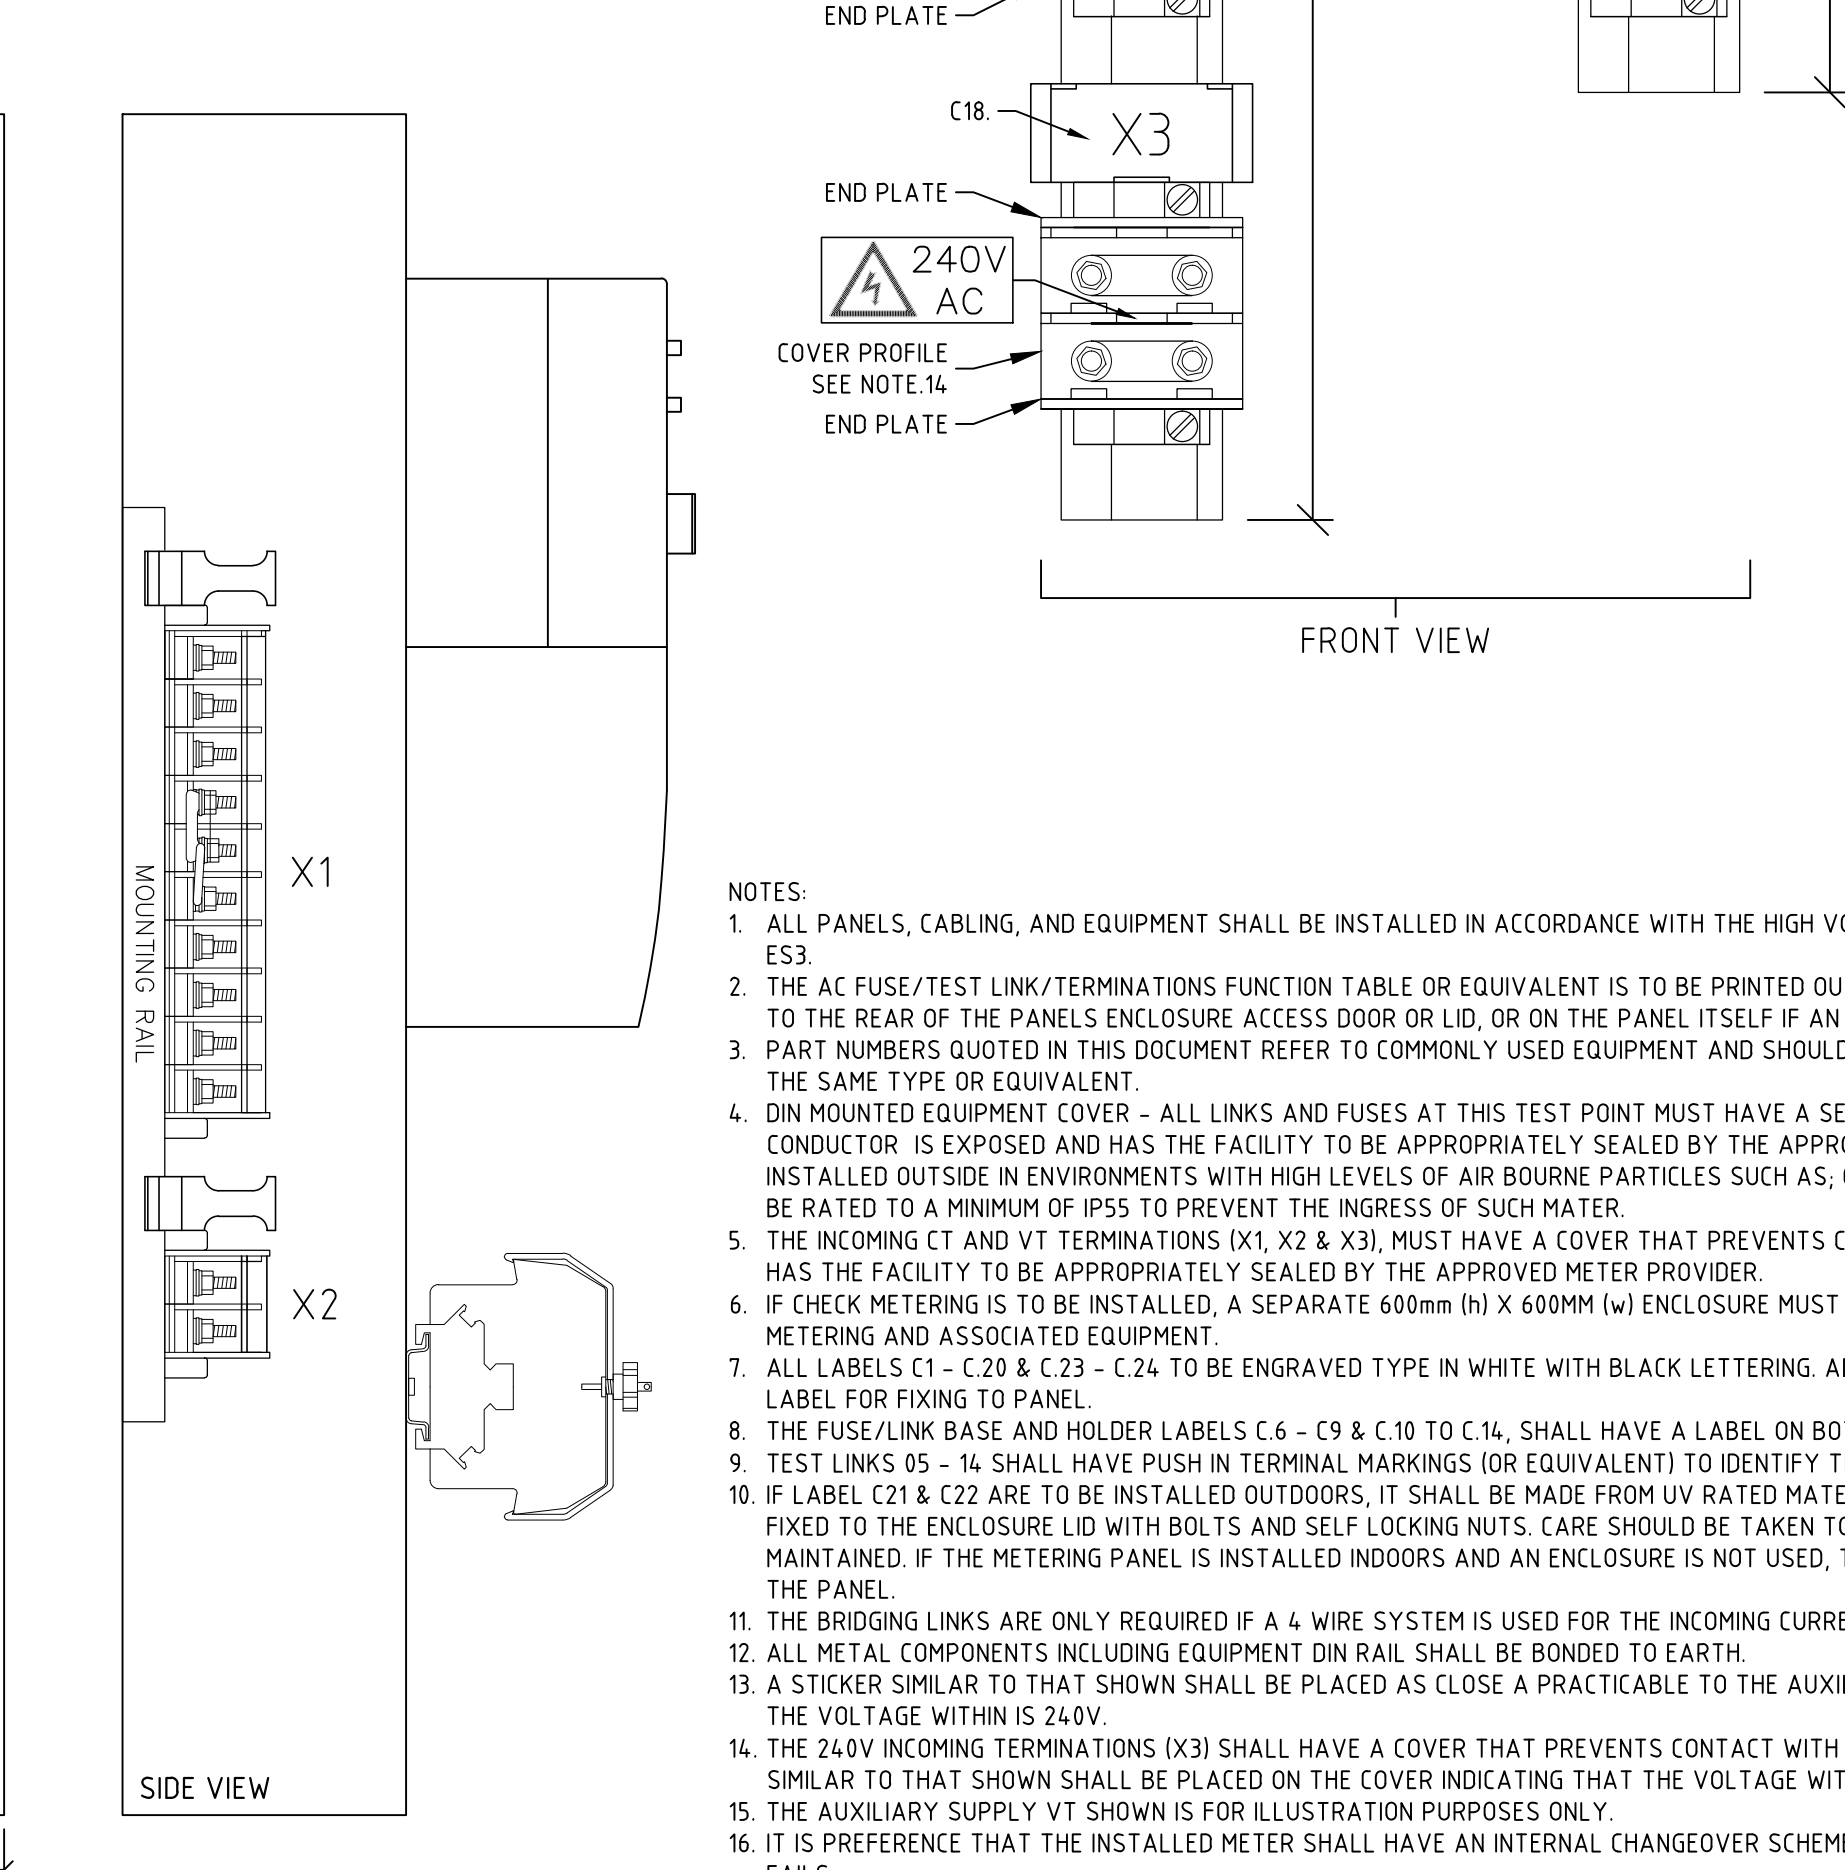 END PLATE
C18.
X3
END PLATE
240V
AC
COVER PROFILE
SEE NOTE.14
END PLATE
FRONT VIEW
X1
MOUNTING RAIL
X2
SIDE VIEW
NOTES:
1. ALL PANELS, CABLING, AND EQUIPMENT SHALL BE INSTALLED IN ACCORDANCE WITH THE HIGH
ES3.
2. THE AC FUSE/TEST LINK/TERMINATIONS FUNCTION TABLE OR EQUIVALENT IS TO BE PRINTED
TO THE REAR OF THE PANELS ENCLOSURE ACCESS DOOR OR LID, OR ON THE PANEL ITSELF IF AN
3. PART NUMBERS QUOTED IN THIS DOCUMENT REFER TO COMMONLY USED EQUIPMENT AND SHOULD
THE SAME TYPE OR EQUIVALENT.
4. DIN MOUNTED EQUIPMENT COVER - ALL LINKS AND FUSES AT THIS TEST POINT MUST HAVE A
CONDUCTOR IS EXPOSED AND HAS THE FACILITY TO BE APPROPRIATELY SEALED BY THE
INSTALLED OUTSIDE IN ENVIRONMENTS WITH HIGH LEVELS OF AIR BOURNE PARTICLES SUCH AS;
BE RATED TO A MINIMUM OF IP55 TO PREVENT THE INGRESS OF SUCH MATER.
5. THE INCOMING CT AND VT TERMINATIONS (X1, X2 & X3), MUST HAVE A COVER THAT PREVENTS
HAS THE FACILITY TO BE APPROPRIATELY SEALED BY THE APPROVED METER PROVIDER.
6. IF CHECK METERING IS TO BE INSTALLED, A SEPARATE 600mm (h) X 600MM (w) ENCLOSURE MUST
METERING AND ASSOCIATED EQUIPMENT.
7. ALL LABELS C1 - C.20 & C.23 - C.24 TO BE ENGRAVED TYPE IN WHITE WITH BLACK LETTERING.
LABEL FOR FIXING TO PANEL.
8. THE FUSE/LINK BASE AND HOLDER LABELS C.6 - C9 & C.10 TO C.14, SHALL HAVE A LABEL ON
9. TEST LINKS 05 - 14 SHALL HAVE PUSH IN TERMINAL MARKINGS (OR EQUIVALENT) TO IDENTIFY
10. IF LABEL C21 & C22 ARE TO BE INSTALLED OUTDOORS, IT SHALL BE MADE FROM UV RATED
FIXED TO THE ENCLOSURE LID WITH BOLTS AND SELF LOCKING NUTS. CARE SHOULD BE TAKEN TO
MAINTAINED. IF THE METERING PANEL IS INSTALLED INDOORS AND AN ENCLOSURE IS NOT USED,
THE PANEL.
11. THE BRIDGING LINKS ARE ONLY REQUIRED IF A 4 WIRE SYSTEM IS USED FOR THE INCOMING
12. ALL METAL COMPONENTS INCLUDING EQUIPMENT DIN RAIL SHALL BE BONDED TO EARTH.
13. A STICKER SIMILAR TO THAT SHOWN SHALL BE PLACED AS CLOSE A PRACTICABLE TO THE
THE VOLTAGE WITHIN IS 240V.
14. THE 240V INCOMING TERMINATIONS (X3) SHALL HAVE A COVER THAT PREVENTS CONTACT WITH
SIMILAR TO THAT SHOWN SHALL BE PLACED ON THE COVER INDICATING THAT THE VOLTAGE
15. THE AUXILIARY SUPPLY VT SHOWN IS FOR ILLUSTRATION PURPOSES ONLY.
16. IT IS PREFERENCE THAT THE INSTALLED METER SHALL HAVE AN INTERNAL CHANGEOVER